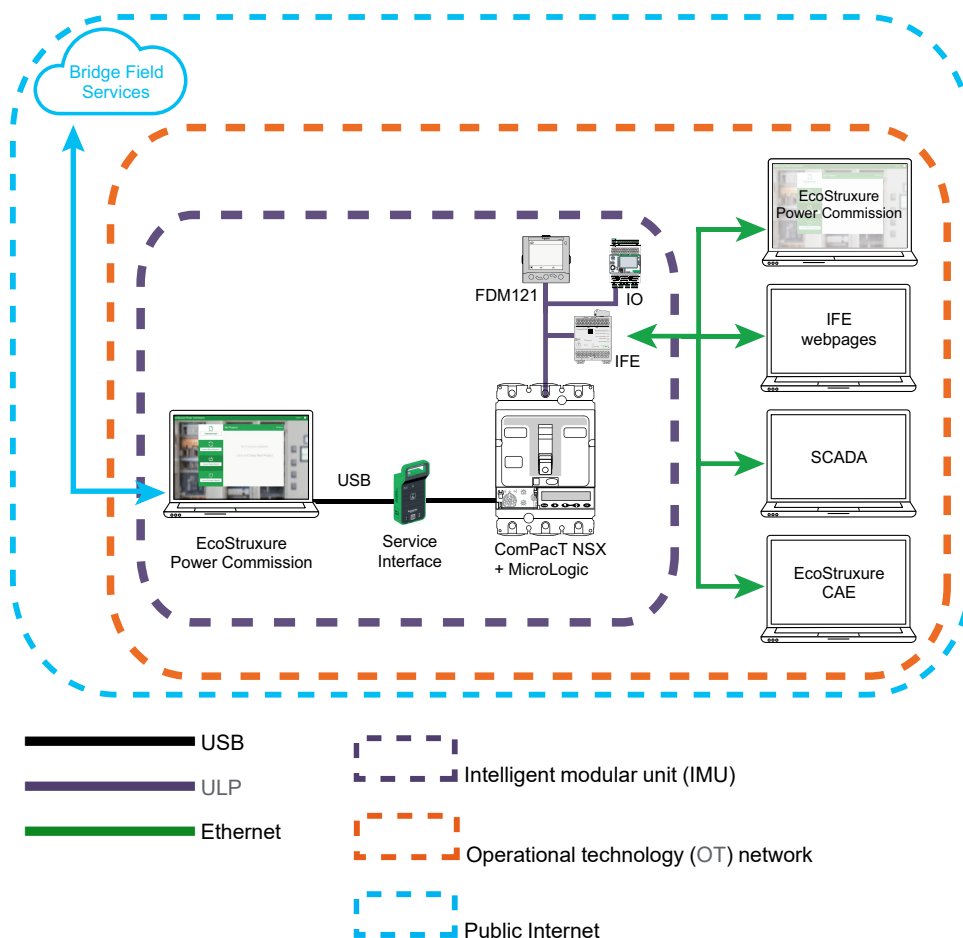 Bridge Field
Services
EcoStruxure
Power Commission
FDM121
IO
IFE
IFE
webpages
USB
SCADA
EcoStruxure
Power Commission
Service
Interface
ComPacT NSX
+ MicroLogic
EcoStruxure
CAE
USB
ULP
Ethernet
Intelligent modular unit (IMU)
Operational technology (OT) network
Public Internet